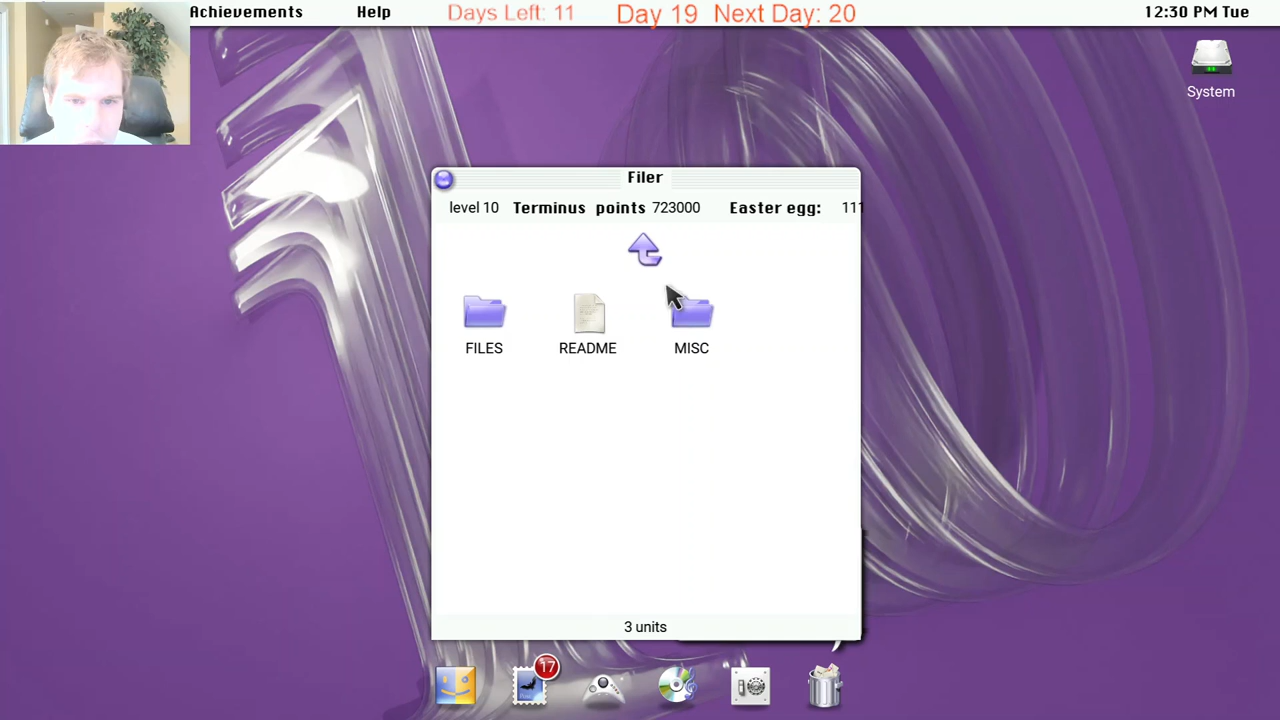 Achievements Help Days Left: 11 Day 19 Next Day: 20 12:30 PM Tue
System
Filer
level 10 Terminus points 723000 Easter egg: 111
FILES README MISC
3 units
17